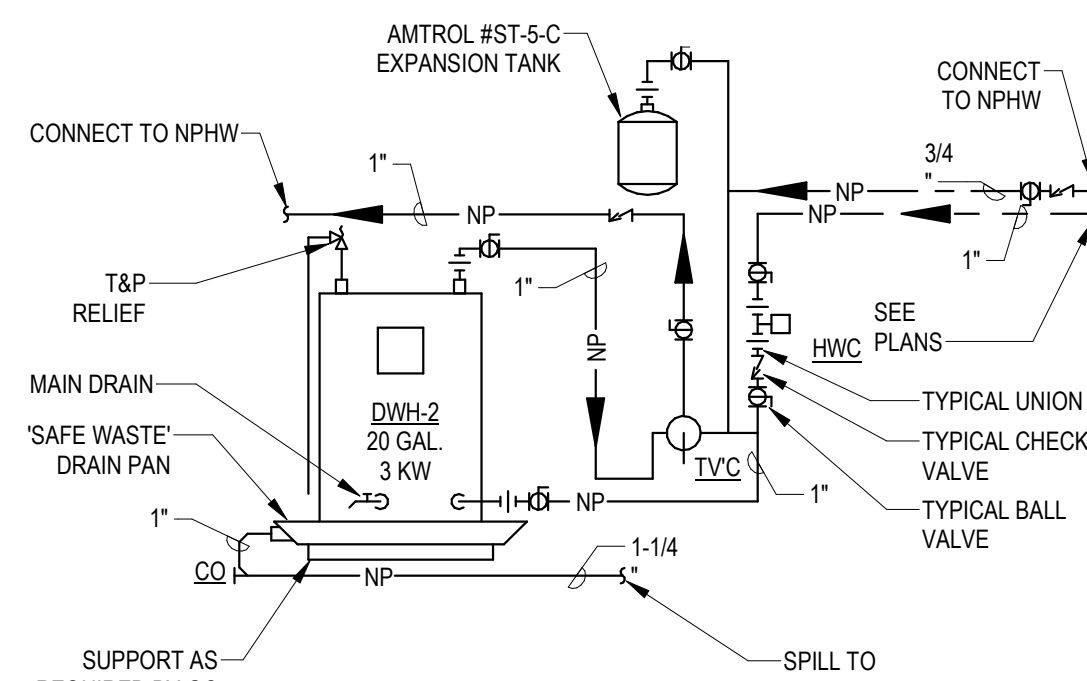 AMTROL #ST-5-C
EXPANSION TANK
CONNECT
TO NPHW
CONNECT TO NPHW
1"
3/4
"
NP
NP
NP
1"
1"
T&P
RELIEF
SEE
PLANS
HWC
NP
MAIN DRAIN
TYPICAL UNION
DWH-2
20 GAL.
3 KW
'SAFE WASTE'
DRAIN PAN
TYPICAL CHECK
VALVE
TV'C
NP
1"
TYPICAL BALL
VALVE
1"
1-1/4
"
CO
NP
SUPPORT AS
SPILL TO